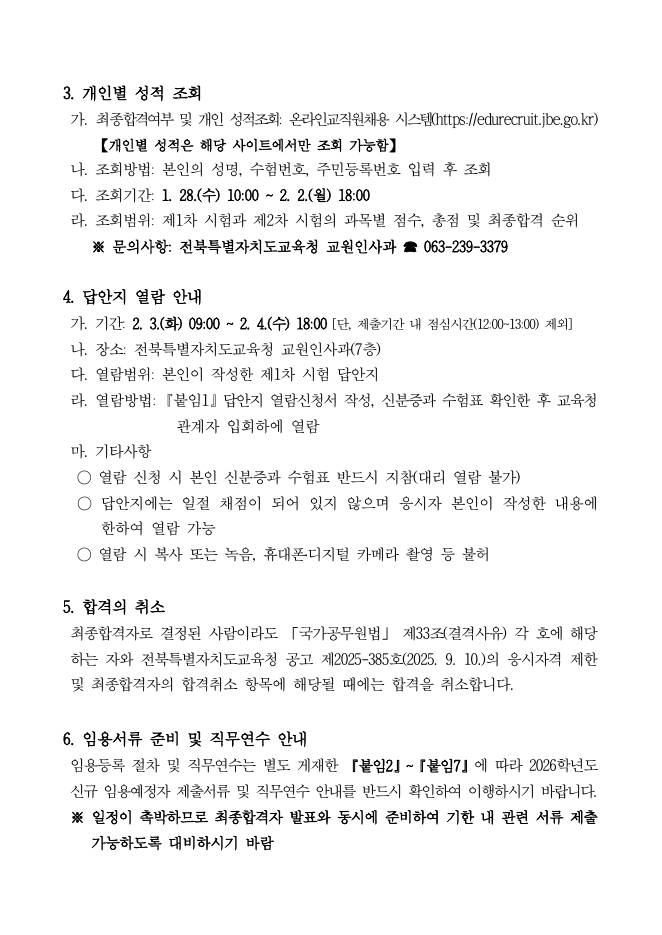 3. 개인별 성적 조회
가. 최종합격여부 및 개인 성적조회: 온라인교직원채용 시스템(https://edurecruit.jbe.go.kr)
【개인별 성적은 해당 사이트에서만 조회 가능함】
나. 조회방법: 본인의 성명, 수험번호, 주민등록번호 입력 후 조회
다. 조회기간: 1. 28.(수) 10:00 ~ 2. 2.(월) 18:00
라. 조회범위: 제1차 시험과 제2차 시험의 과목별 점수, 총점 및 최종합격 순위
※ 문의사항: 전북특별자치도교육청 교원인사과 ☎ 063-239-3379
4. 답안지 열람 안내
가. 기간: 2. 3.(화) 09:00 ~ 2. 4.(수) 18:00 [단, 제출기간 내 점심시간(12:00~13:00) 제외]
나. 장소: 전북특별자치도교육청 교원인사과(7층)
다. 열람범위: 본인이 작성한 제1차 시험 답안지
라. 열람방법: 『붙임1』답안지 열람신청서 작성, 신분증과 수험표 확인한 후 교육청
관계자 입회하에 열람
마. 기타사항
○ 열람 신청 시 본인 신분증과 수험표 반드시 지참(대리 열람 불가)
○ 답안지에는 일절 채점이 되어 있지 않으며 응시자 본인이 작성한 내용에
한하여 열람 가능
○ 열람 시 복사 또는 녹음, 휴대폰·디지털 카메라 촬영 등 불허
5. 합격의 취소
최종합격자로 결정된 사람이라도 「국가공무원법」 제33조(결격사유) 각 호에 해당
하는 자와 전북특별자치도교육청 공고 제2025-385호(2025. 9. 10.)의 응시자격 제한
및 최종합격자의 합격취소 항목에 해당될 때에는 합격을 취소합니다.
6. 임용서류 준비 및 직무연수 안내
임용등록 절차 및 직무연수는 별도 게재한 『붙임2』~『붙임7』에 따라 2026학년도
신규 임용예정자 제출서류 및 직무연수 안내를 반드시 확인하여 이행하시기 바랍니다.
※ 일정이 촉박하므로 최종합격자 발표와 동시에 준비하여 기한 내 관련 서류 제출
가능하도록 대비하시기 바람